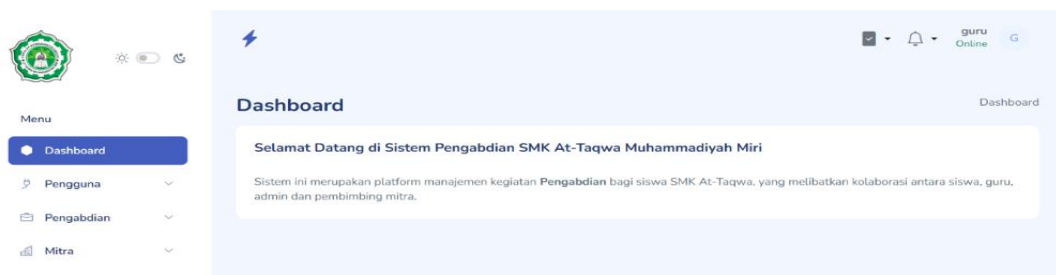 guru
Online
G
Menu
Dashboard
Pengguna
Pengabdian
Mitra
Dashboard
Dashboard
Selamat Datang di Sistem Pengabdian SMK At-Taqwa Muhammadiyah Miri
Sistem ini merupakan platform manajemen kegiatan Pengabdian bagi siswa SMK At-Taqwa, yang melibatkan kolaborasi antara siswa, guru,
admin dan pembimbing mitra.